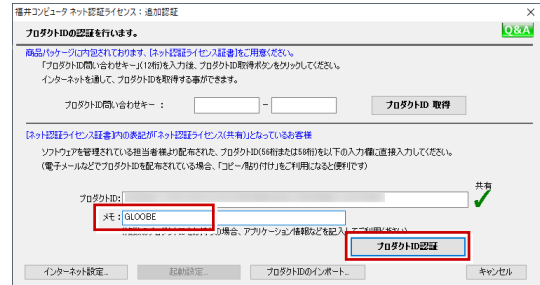 福井コンピュータ ネット認証ライセンス：追加認証
プロダクトIDの認証を行います。
Q&A
商品パッケージに内包されております、[ネット認証ライセンス証書]をご用意ください。
「プロダクトID問い合わせキー」(12桁)を入力後、プロダクトID取得ボタンをクリックしてください。
インターネットを通して、プロダクトIDを取得する事ができます。
プロダクトID問い合わせキー ：
－
プロダクトID 取得
[ネット認証ライセンス証書]内の表記が「ネット認証ライセンス(共有)」となっているお客様
ソフトウェアを管理されている担当者様より配布された、プロダクトID(56桁または58桁)を以下の入力欄に直接入力してください。
(電子メールなどでプロダクトIDを配布されている場合、「コピー/貼り付け」をご利用になると便利です)
共有
プロダクトID:
メモ：GLOOBE
場合、アプリケーション情報などを記入
プロダクトID認証
インターネット設定...
起動設定...
プロダクトIDのインポート...
キャンセル